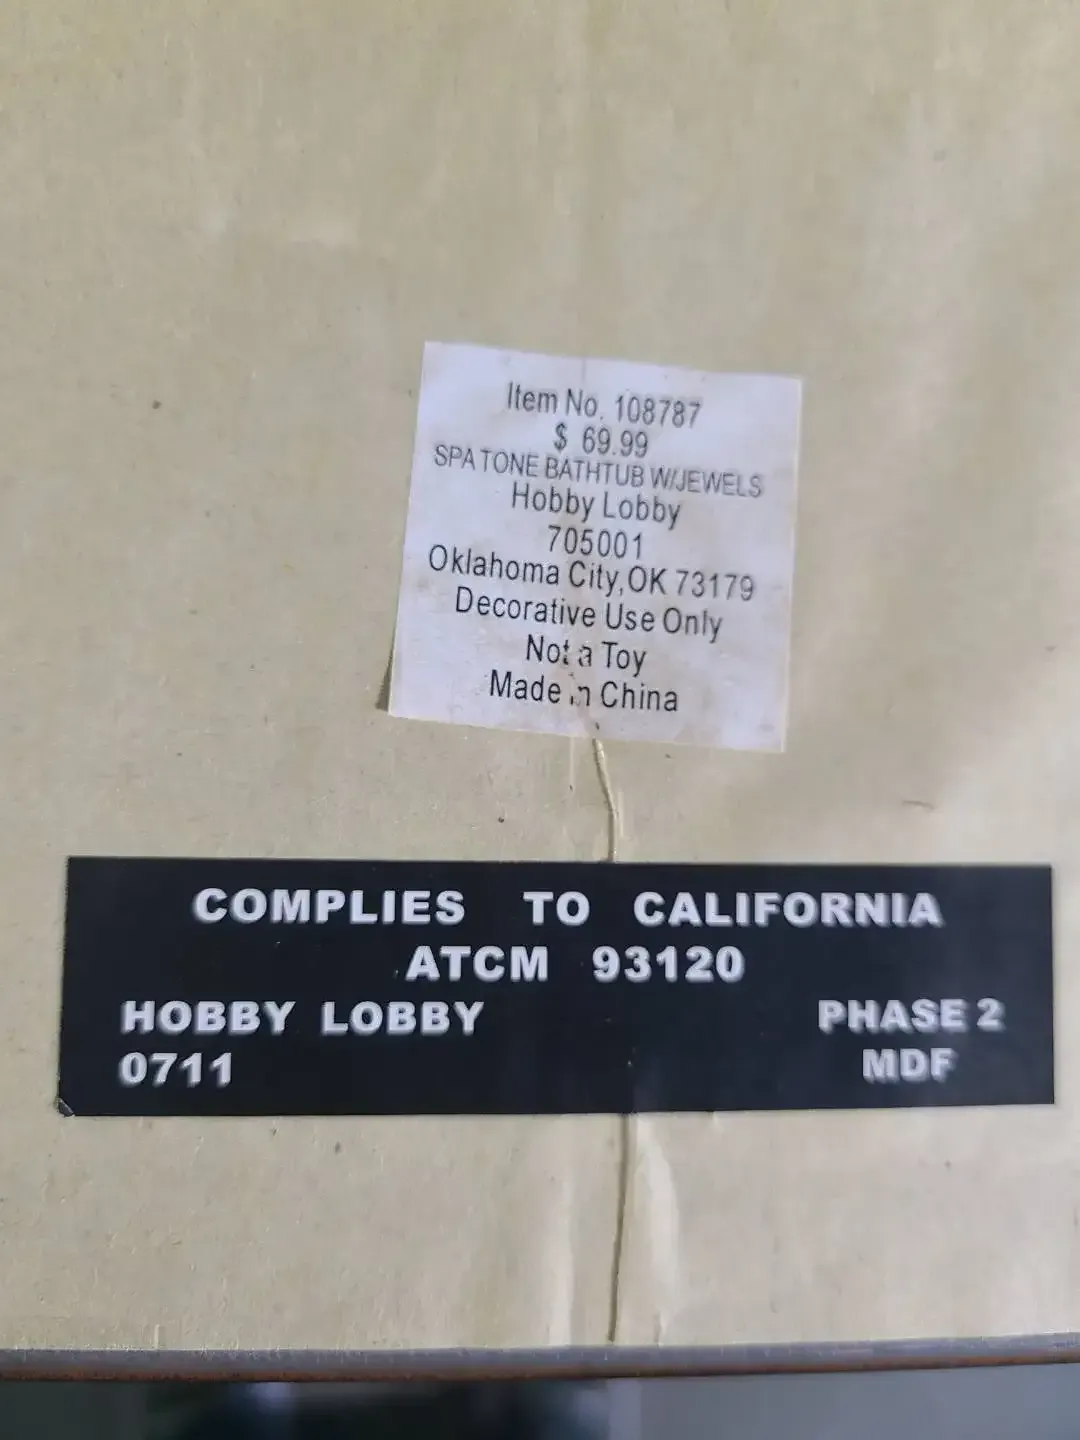 Item No. 108787
$ 69.99
SPA TONE BATHTUB W/JEWELS
Hobby Lobby
705001
Oklahoma City,OK 73179
Decorative Use Only
Not a Toy
Made in China
COMPLIES TO CALIFORNIA
ATCM 93120
HOBBY LOBBY PHASE 2
0711 MDF